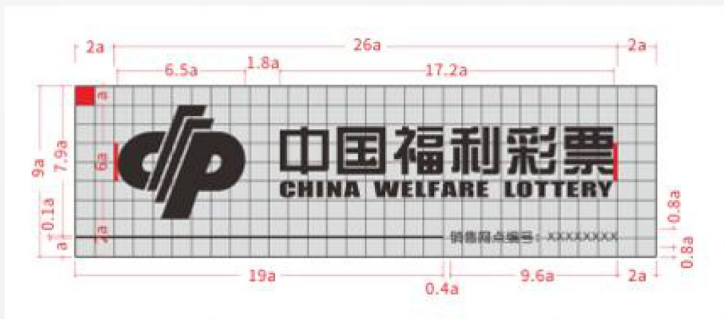 2a 26a 2a
6.5a 1.8a 17.2a
a
9a 7.9a 6a
中国福利彩票
CHINA WELFARE LOTTERY
0.1a 2a 0.8a
销售网点编号：XXXXXXXX
a 0.8a
19a 0.4a 9.6a 2a